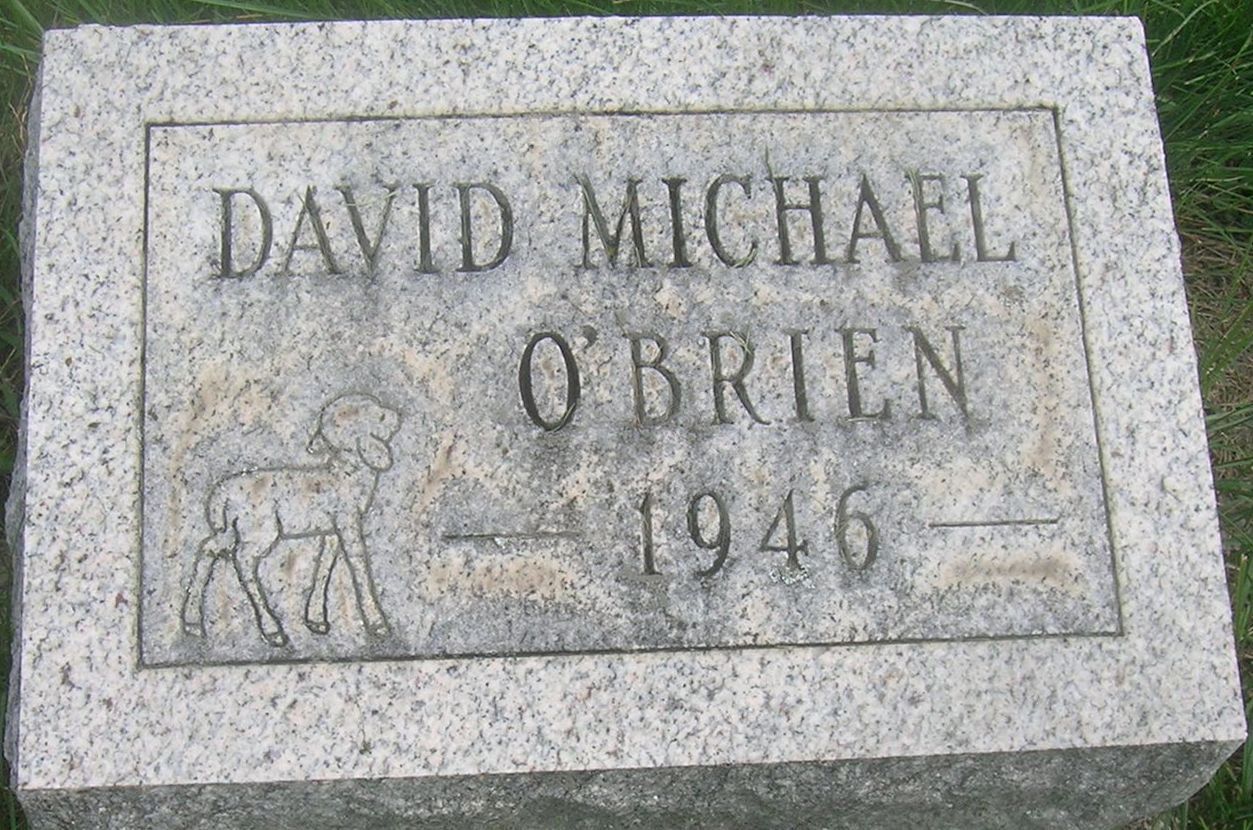 DAVID MICHAEL
O'BRIEN
— 1946 —